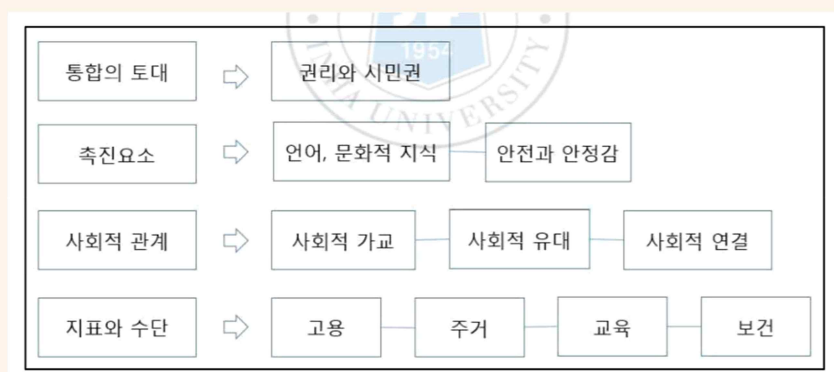 1954
INHA UNIVERSITY
통합의 토대 권리와 시민권
촉진요소 언어, 문화적 지식 안전과 안정감
사회적 관계 사회적 가교 사회적 유대 사회적 연결
지표와 수단 고용 주거 교육 보건